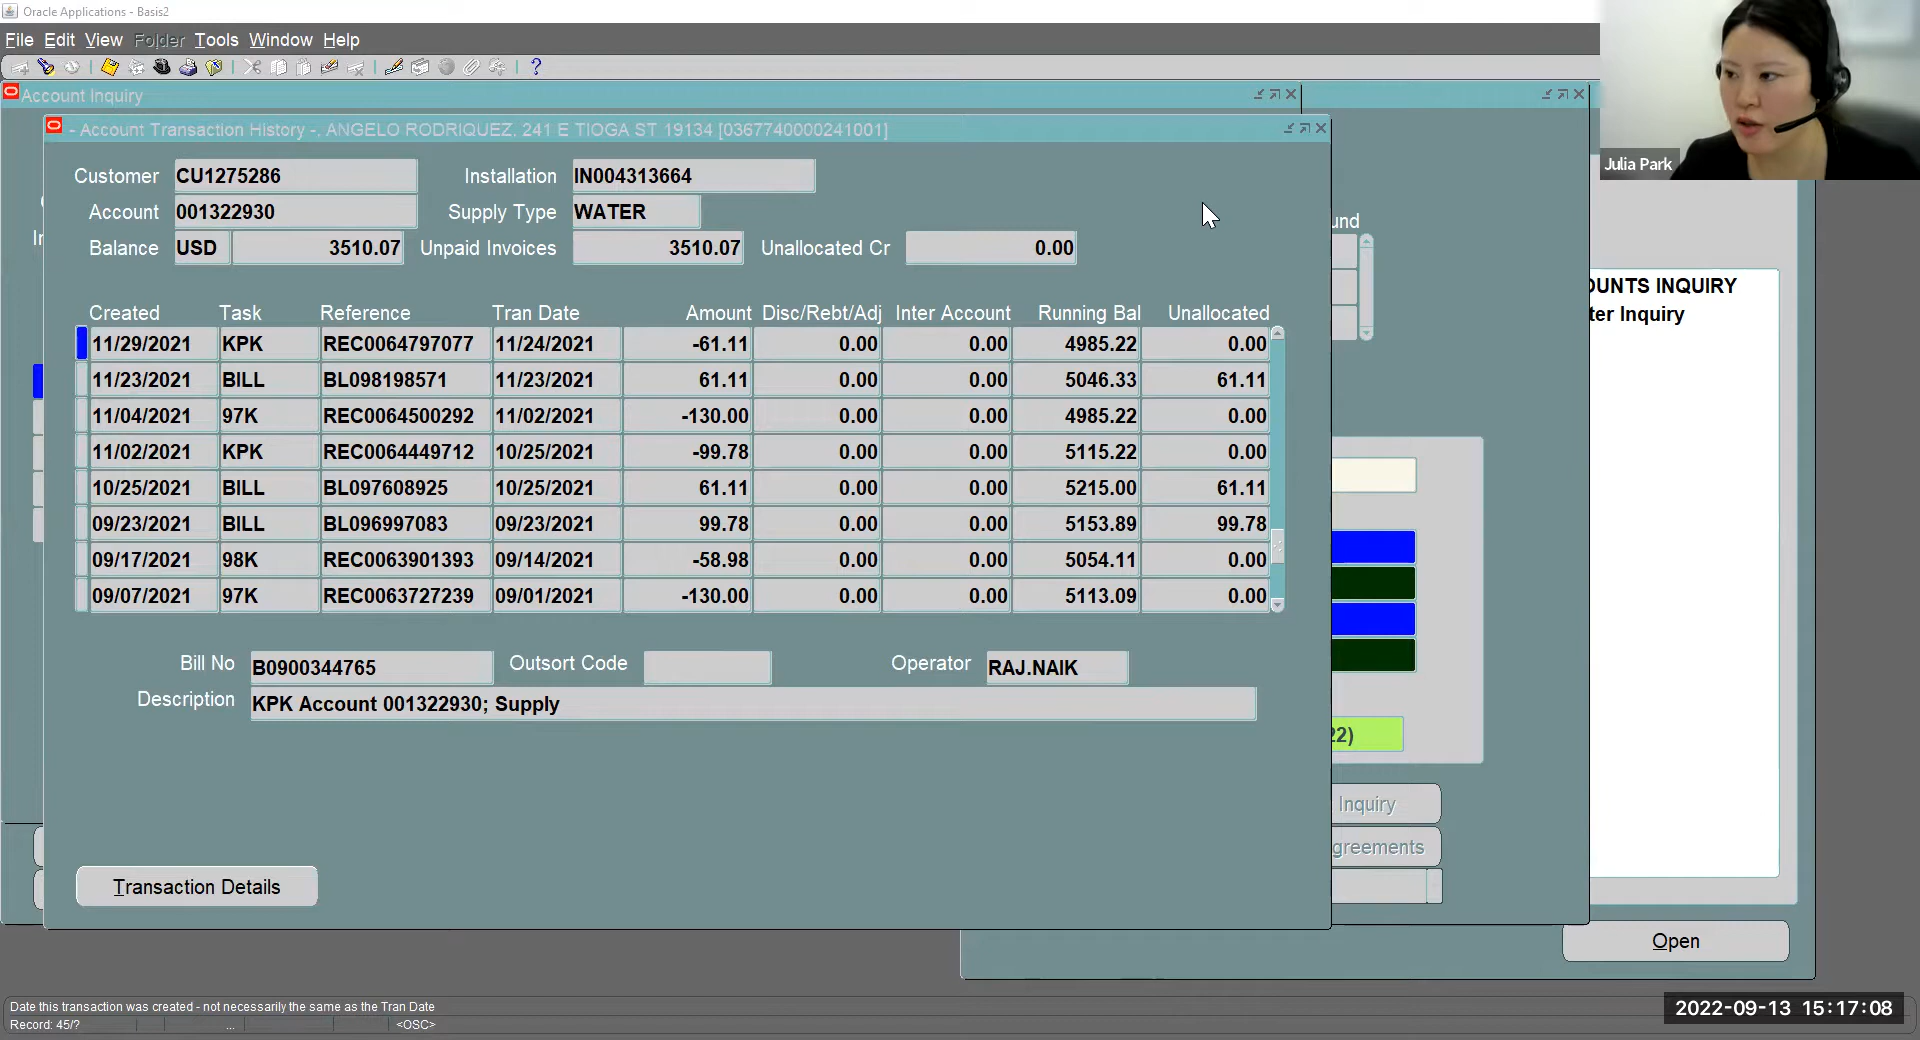 Oracle Applications - Basis2
File Edit View Folder Tools Window Help
Account Inquiry
- Account Transaction History -. ANGELO RODRIQUEZ. 241 E TIOGA ST 19134 [0367740000241001]
Julia Park
Customer CU1275286 Installation IN004313664
Account 001322930 Supply Type WATER
Balance USD 3510.07 Unpaid Invoices 3510.07 Unallocated Cr 0.00
und
OUNTS INQUIRY
ter Inquiry
Created Task Reference Tran Date Amount Disc/Rebt/Adj Inter Account Running Bal Unallocated
11/29/2021 KPK REC0064797077 11/24/2021 -61.11 0.00 0.00 4985.22 0.00
11/23/2021 BILL BL098198571 11/23/2021 61.11 0.00 0.00 5046.33 61.11
11/04/2021 97K REC0064500292 11/02/2021 -130.00 0.00 0.00 4985.22 0.00
11/02/2021 KPK REC0064449712 10/25/2021 -99.78 0.00 0.00 5115.22 0.00
10/25/2021 BILL BL097608925 10/25/2021 61.11 0.00 0.00 5215.00 61.11
09/23/2021 BILL BL096997083 09/23/2021 99.78 0.00 0.00 5153.89 99.78
09/17/2021 98K REC0063901393 09/14/2021 -58.98 0.00 0.00 5054.11 0.00
09/07/2021 97K REC0063727239 09/01/2021 -130.00 0.00 0.00 5113.09 0.00
Bill No B0900344765 Outsort Code Operator RAJ.NAIK
Description KPK Account 001322930; Supply
22)
Inquiry
greements
Transaction Details
Open
Date this transaction was created - not necessarily the same as the Tran Date
Record: 45/? ... <OSC>
2022-09-13 15:17:08